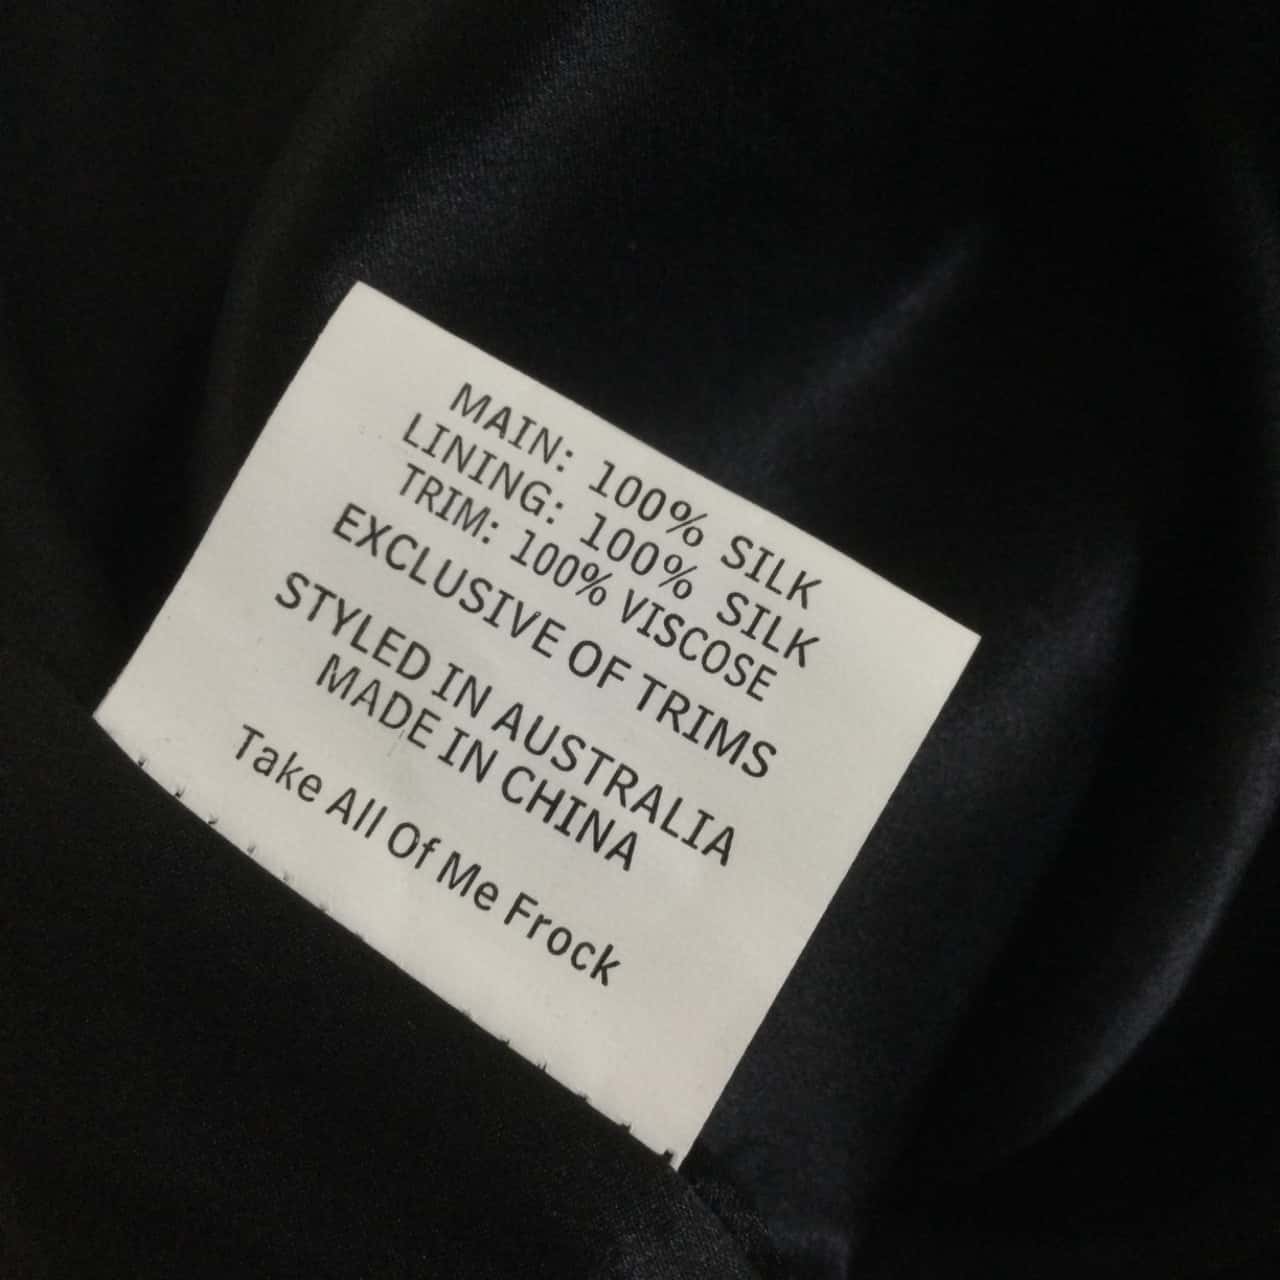 MAIN: 100% SILK
LINING: 100% SILK
TRIM: 100% VISCOSE
EXCLUSIVE OF TRIMS
STYLED IN AUSTRALIA
MADE IN CHINA
Take All Of Me Frock